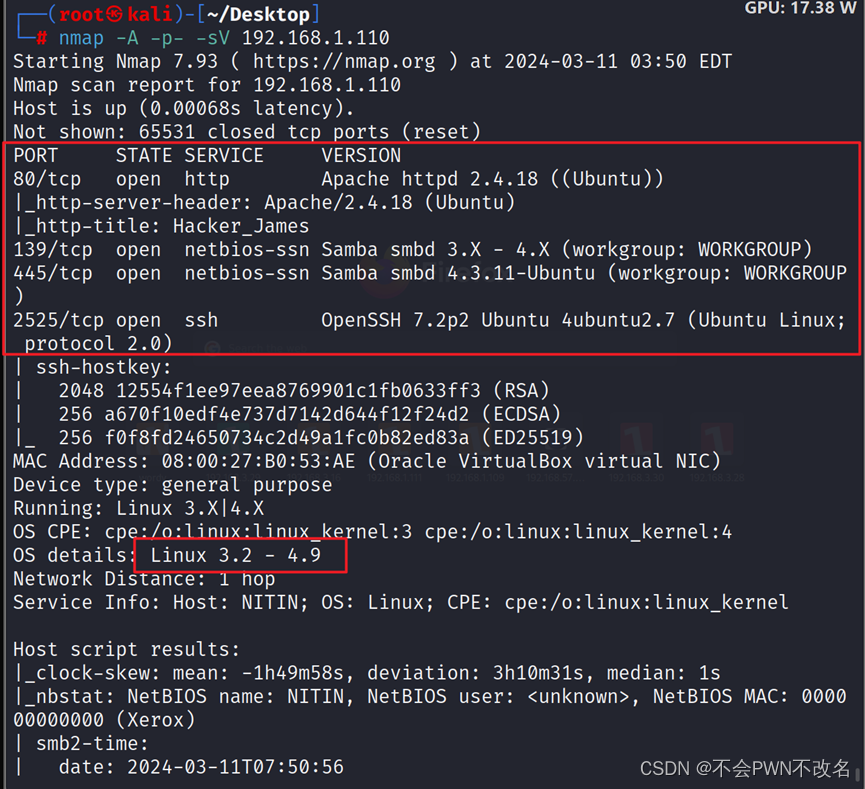 (root㉿kali)-[~/Desktop]
GPU: 17.38 W
# nmap -A -p- -sV 192.168.1.110
Starting Nmap 7.93 ( https://nmap.org ) at 2024-03-11 03:50 EDT
Nmap scan report for 192.168.1.110
Host is up (0.00068s latency).
Not shown: 65531 closed tcp ports (reset)
PORT     STATE SERVICE     VERSION
80/tcp   open  http        Apache httpd 2.4.18 ((Ubuntu))
|_http-server-header: Apache/2.4.18 (Ubuntu)
|_http-title: Hacker_James
139/tcp  open  netbios-ssn Samba smbd 3.X - 4.X (workgroup: WORKGROUP)
445/tcp  open  netbios-ssn Samba smbd 4.3.11-Ubuntu (workgroup: WORKGROUP
)
2525/tcp open  ssh         OpenSSH 7.2p2 Ubuntu 4ubuntu2.7 (Ubuntu Linux;
 protocol 2.0)
| ssh-hostkey:
|   2048 12554f1ee97eea8769901c1fb0633ff3 (RSA)
|   256 a670f10edf4e737d7142d644f12f24d2 (ECDSA)
|_  256 f0f8fd24650734c2d49a1fc0b82ed83a (ED25519)
MAC Address: 08:00:27:B0:53:AE (Oracle VirtualBox virtual NIC)
Device type: general purpose
Running: Linux 3.X|4.X
OS CPE: cpe:/o:linux:linux_kernel:3 cpe:/o:linux:linux_kernel:4
OS details: Linux 3.2 - 4.9
Network Distance: 1 hop
Service Info: Host: NITIN; OS: Linux; CPE: cpe:/o:linux:linux_kernel

Host script results:
|_clock-skew: mean: -1h49m58s, deviation: 3h10m31s, median: 1s
|_nbstat: NetBIOS name: NITIN, NetBIOS user: <unknown>, NetBIOS MAC: 0000
00000000 (Xerox)
| smb2-time:
|   date: 2024-03-11T07:50:56
CSDN @不会PWN不改名